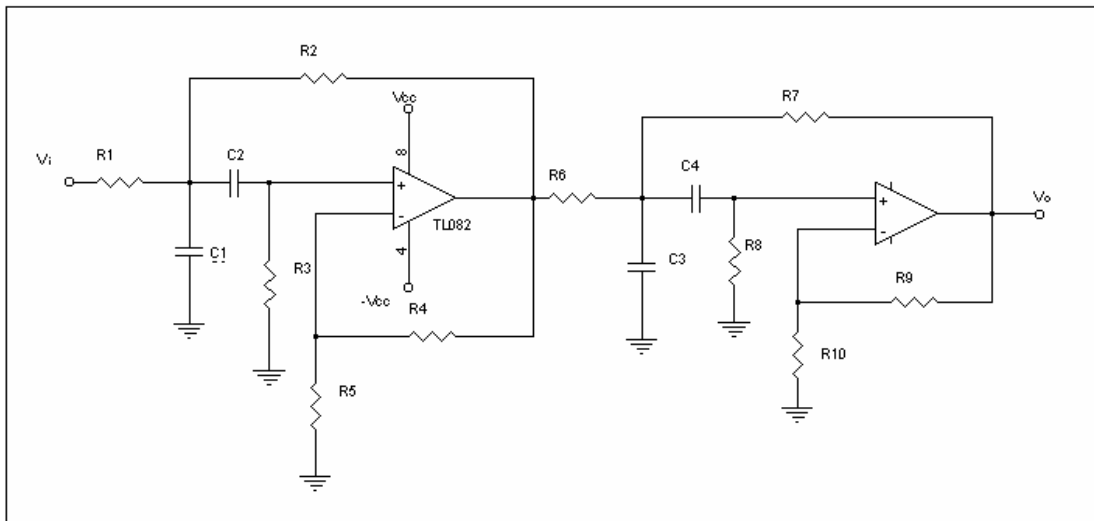 R2
R7
Vcc
Vi
R1
C2
8
C4
R6
Vo
+
-
TL082
+
-
C1
R3
4
C3
R8
R9
-Vcc
R4
R10
R5